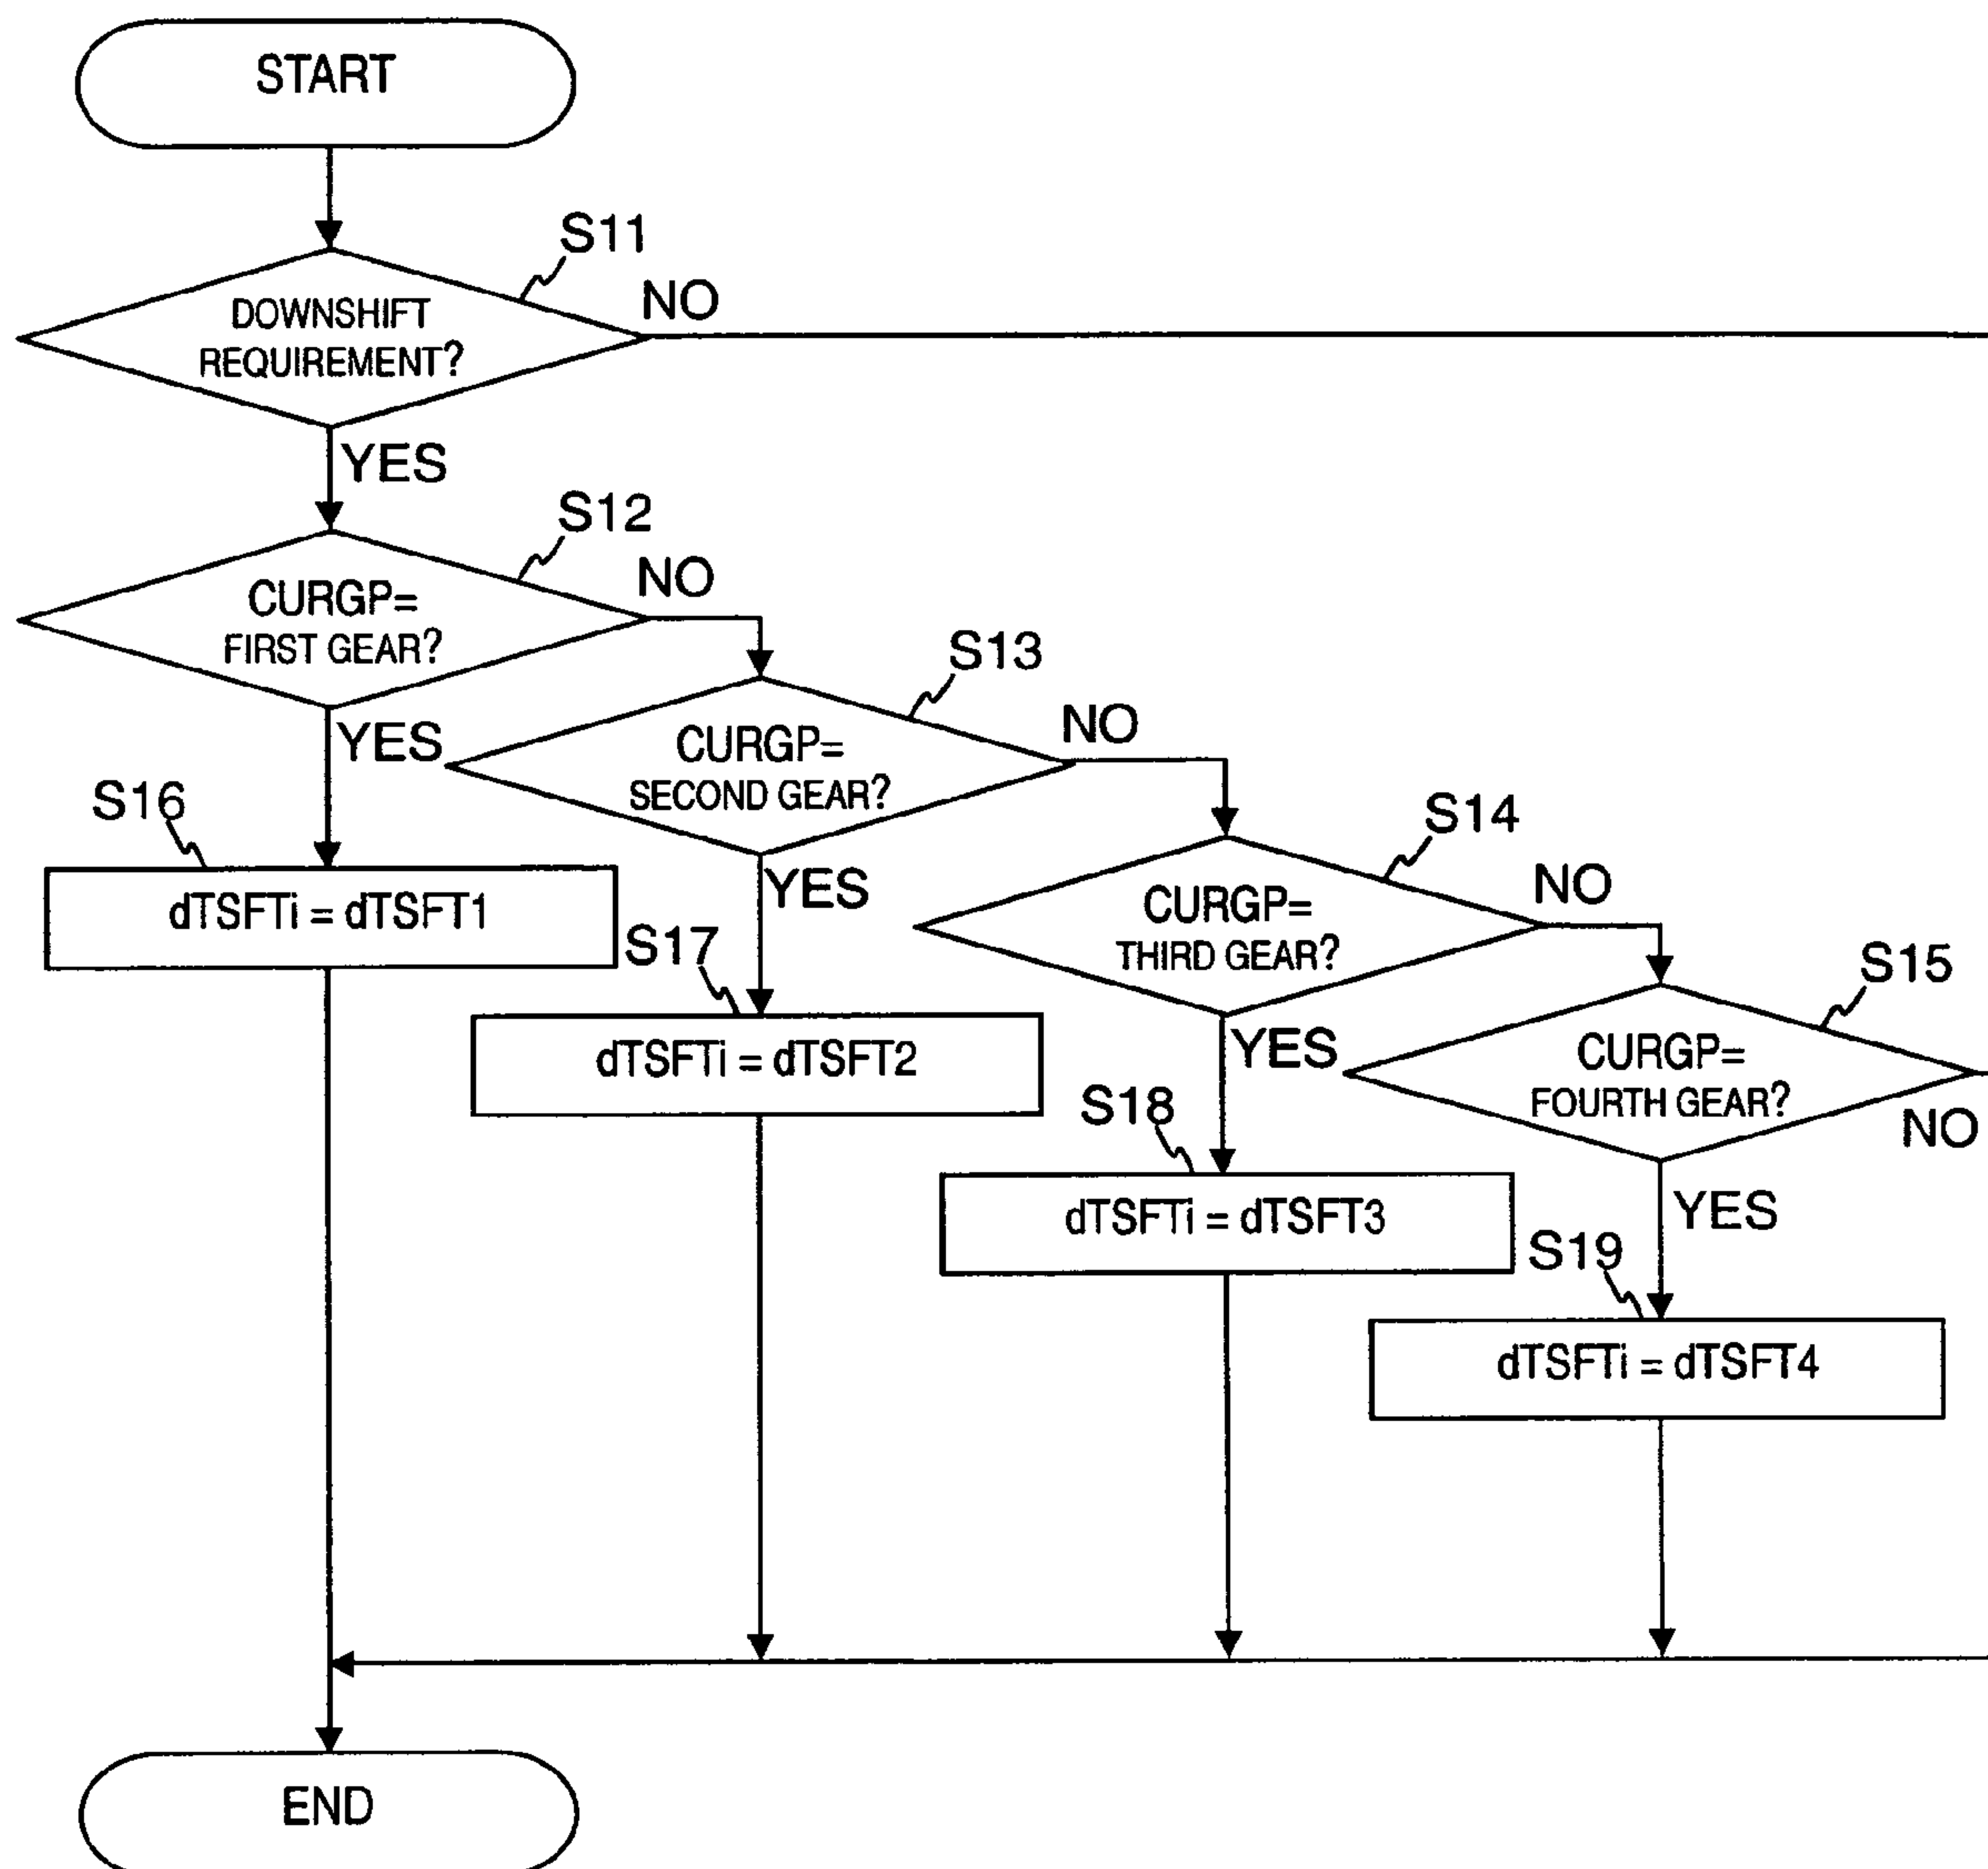 START
S11
NO
DOWNSHIFT
REQUIREMENT?
YES
S12
NO
CURGP=
FIRST GEAR?
YES
S13
NO
CURGP=
SECOND GEAR?
YES
S14
NO
CURGP=
THIRD GEAR?
YES
S15
CURGP=
FOURTH GEAR?
NO
YES
S16
dTSFTi = dTSFT1
S17
dTSFTi = dTSFT2
S18
dTSFTi = dTSFT3
S19
dTSFTi = dTSFT4
END